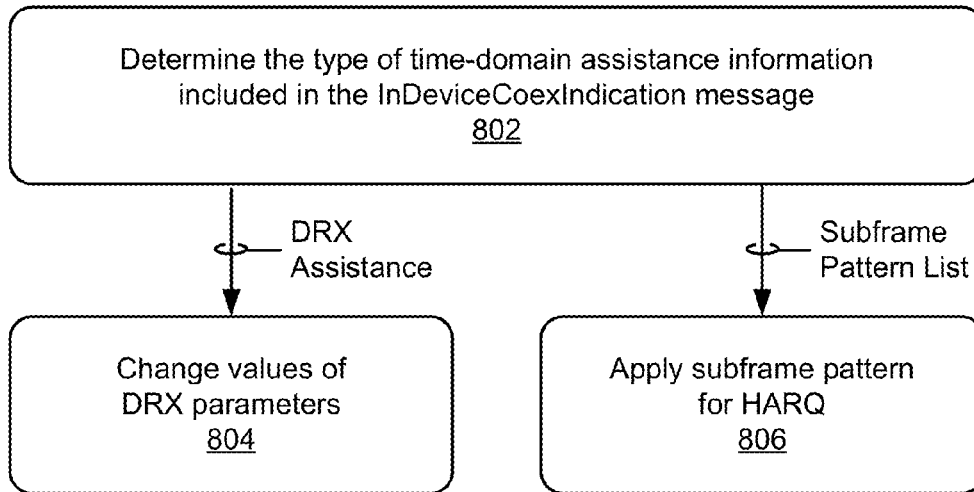 Determine the type of time-domain assistance information
included in the InDeviceCoexIndication message
802
DRX
Assistance
Subframe
Pattern List
Change values of
DRX parameters
804
Apply subframe pattern
for HARQ
806